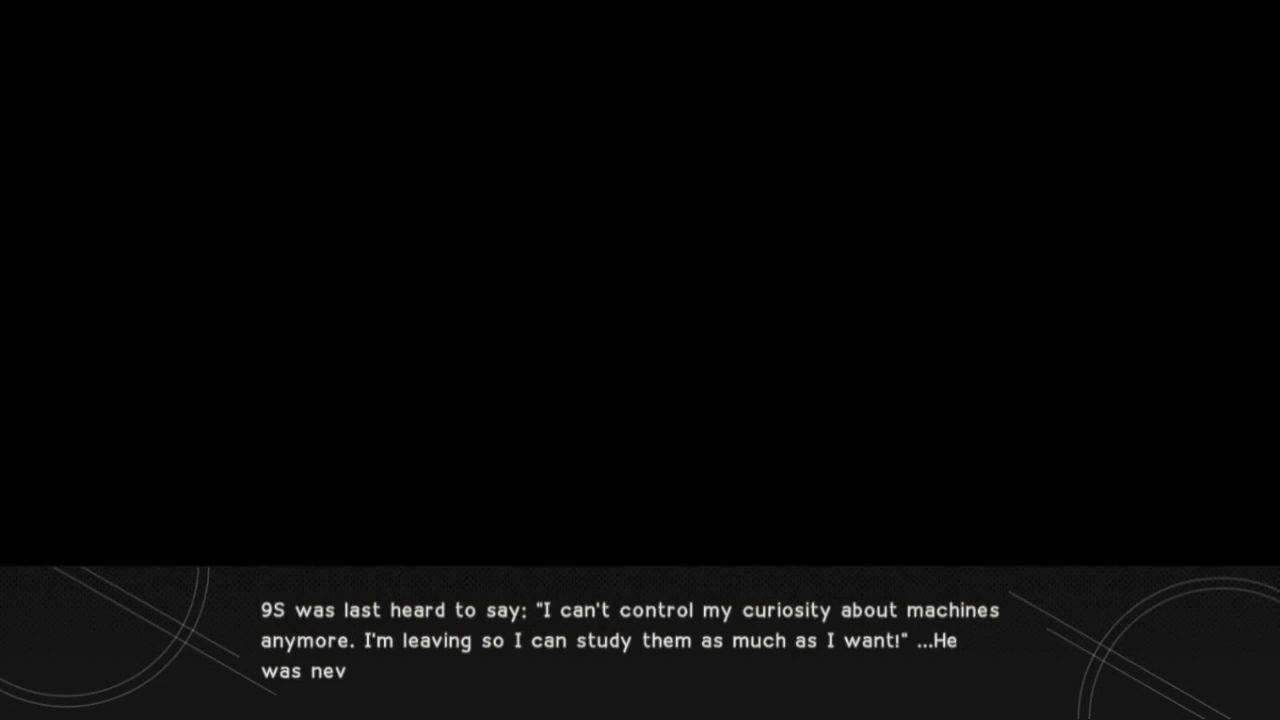 9S was last heard to say: "I can't control my curiosity about machines
anymore. I'm leaving so I can study them as much as I want!" ...He
was nev